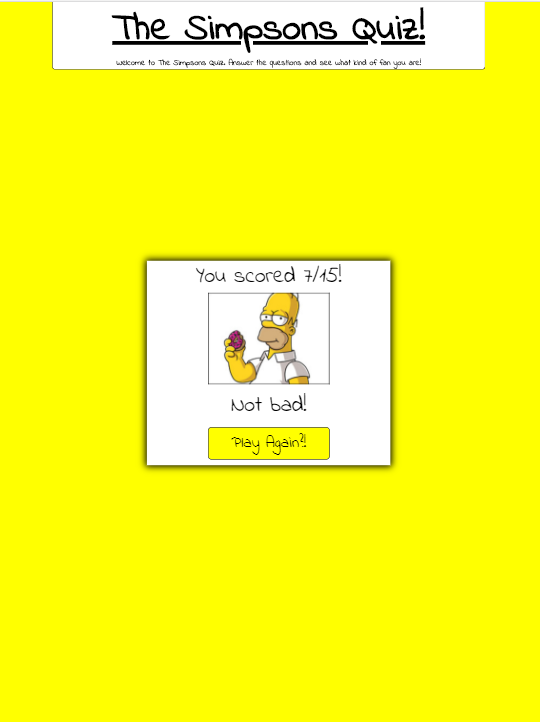 The Simpsons Quiz!
Welcome to The Simpsons Quiz. Answer the questions and see what kind of fan you are!
You scored 7/15!
Not bad!
Play Again?!